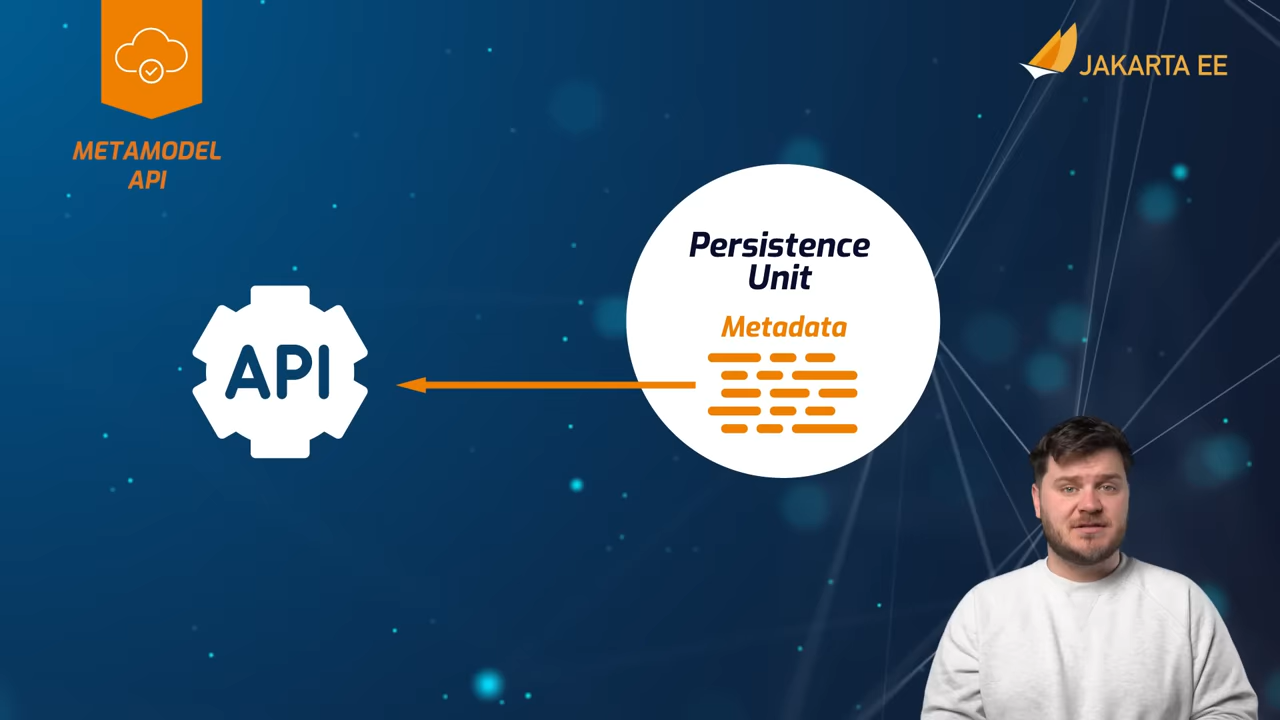 METAMODEL
API
JAKARTA EE
Persistence
Unit
Metadata
API